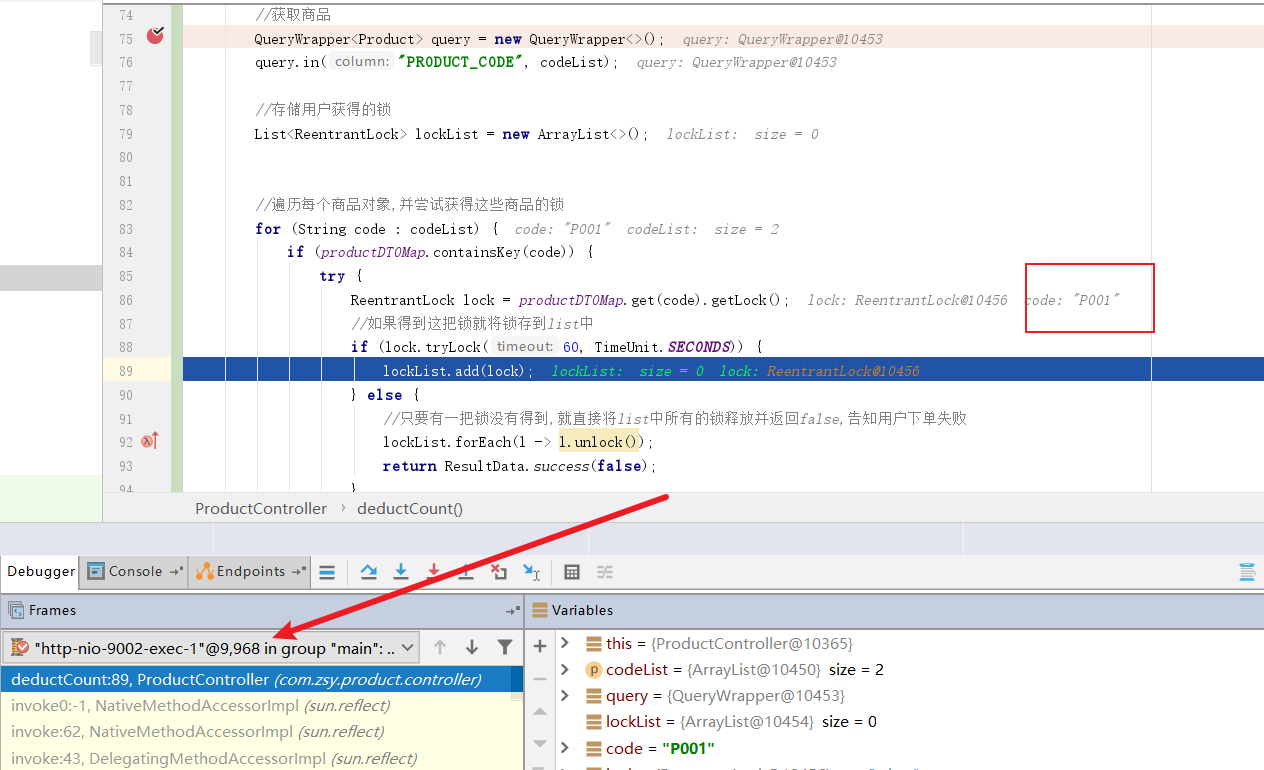 74 //获取商品
75 QueryWrapper<Product> query = new QueryWrapper<>(); query: QueryWrapper@10453
76 query.in( column: "PRODUCT_CODE", codeList); query: QueryWrapper@10453
77
78 //存储用户获得的锁
79 List<ReentrantLock> lockList = new ArrayList<>(); lockList: size = 0
80
81
82 //遍历每个商品对象,并尝试获得这些商品的锁
83 for (String code : codeList) { code: "P001" codeList: size = 2
84 if (productDTOMap.containsKey(code)) {
85 try {
86 ReentrantLock lock = productDTOMap.get(code).getLock(); lock: ReentrantLock@10456 code: "P001"
87 //如果得到这把锁就将锁存到list中
88 if (lock.tryLock( timeout: 60, TimeUnit.SECONDS)) {
89 lockList.add(lock); lockList: size = 0 lock: ReentrantLock@10456
90 } else {
91 //只要有一把锁没有得到,就直接将list中所有的锁释放并返回false,告知用户下单失败
92 lockList.forEach(l -> l.unlock());
93 return ResultData.success(false);
94 }
ProductController › deductCount()
Debugger Console Endpoints
Frames Variables
"http-nio-9002-exec-1"@9,968 in group "main": ..
this = {ProductController@10365}
deductCount:89, ProductController (com.zsy.product.controller)
codeList = {ArrayList@10450} size = 2
invoke0:-1, NativeMethodAccessorImpl (sun.reflect)
query = {QueryWrapper@10453}
invoke:62, NativeMethodAccessorImpl (sun.reflect)
lockList = {ArrayList@10454} size = 0
invoke:43, DelegatingMethodAccessorImpl (sun.reflect)
code = "P001"